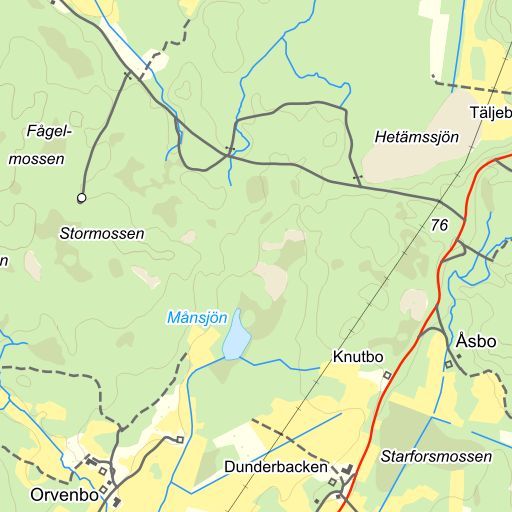 Täljeb
Fågel-
mossen
Hetämssjön
76
Stormossen
n
Månsjön
Åsbo
Knutbo
Dunderbacken
Starforsmossen
Orvenbo